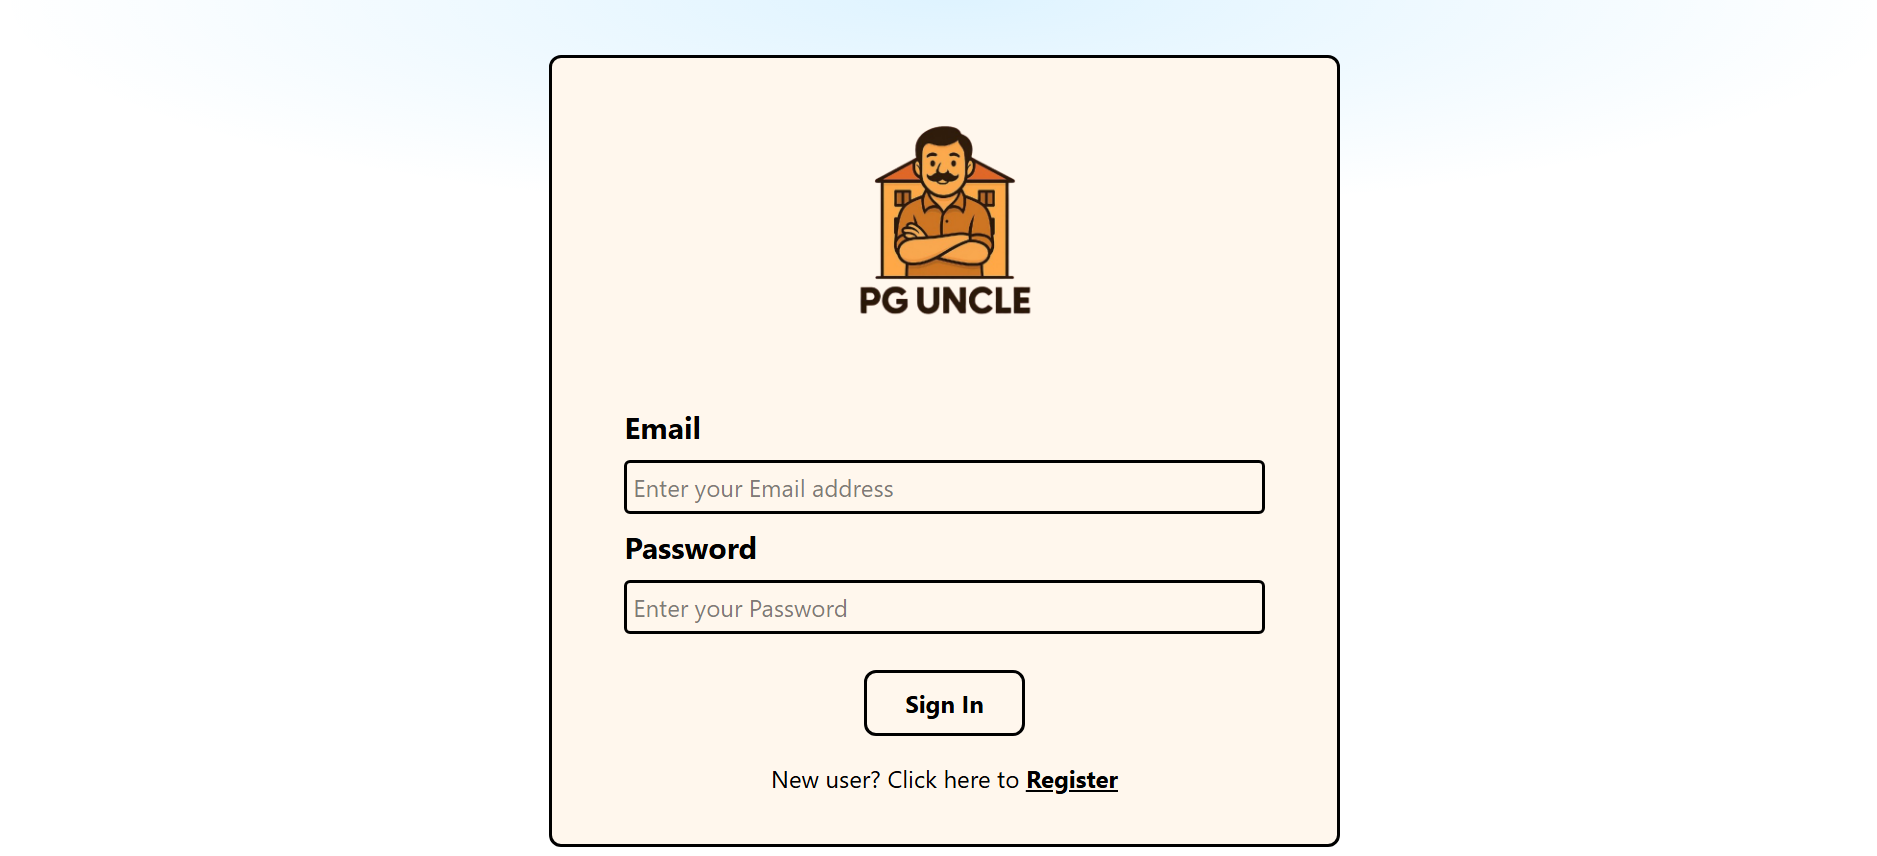 PG UNCLE
Email
Enter your Email address
Password
Enter your Password
Sign In
New user? Click here to Register